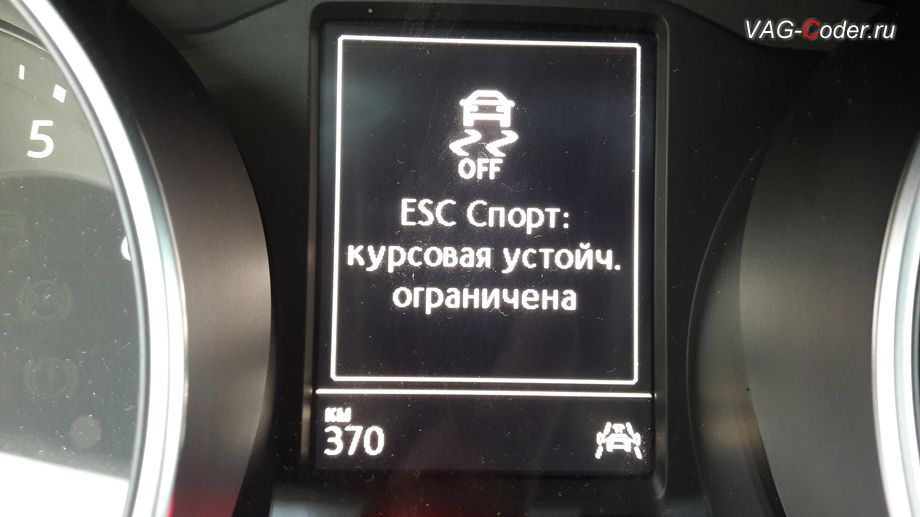 VAG-Coder.ru
5
OFF
ESC Спорт:
курсовая устойч.
ограничена
км
370